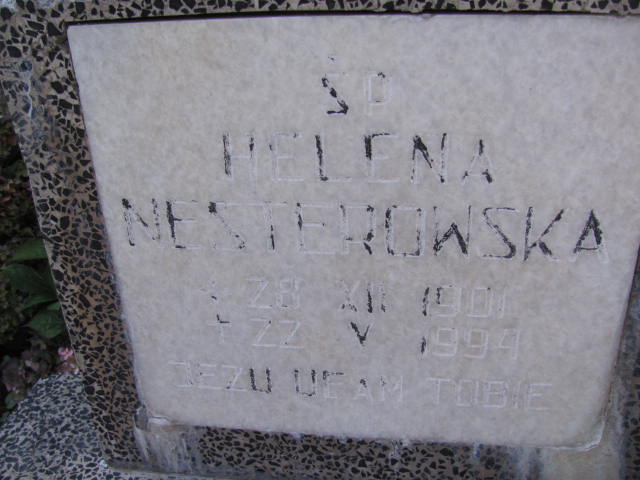 ŚP
HELENA
NESTEROWSKA
* 28 XII 1901
† 22 V 1994
JEZU UFAM TOBIE